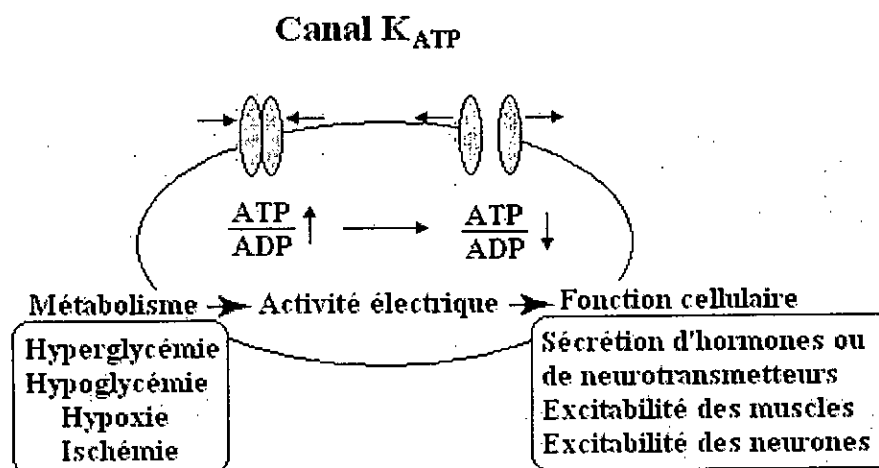 Canal KATP
ATP
ADP
ATP
ADP
Métabolisme Activité électrique Fonction cellulaire
Hyperglycémie
Hypoglycémie
Hypoxie
Ischémie
Sécrétion d'hormones ou
de neurotransmetteurs
Excitabilité des muscles
Excitabilité des neurones